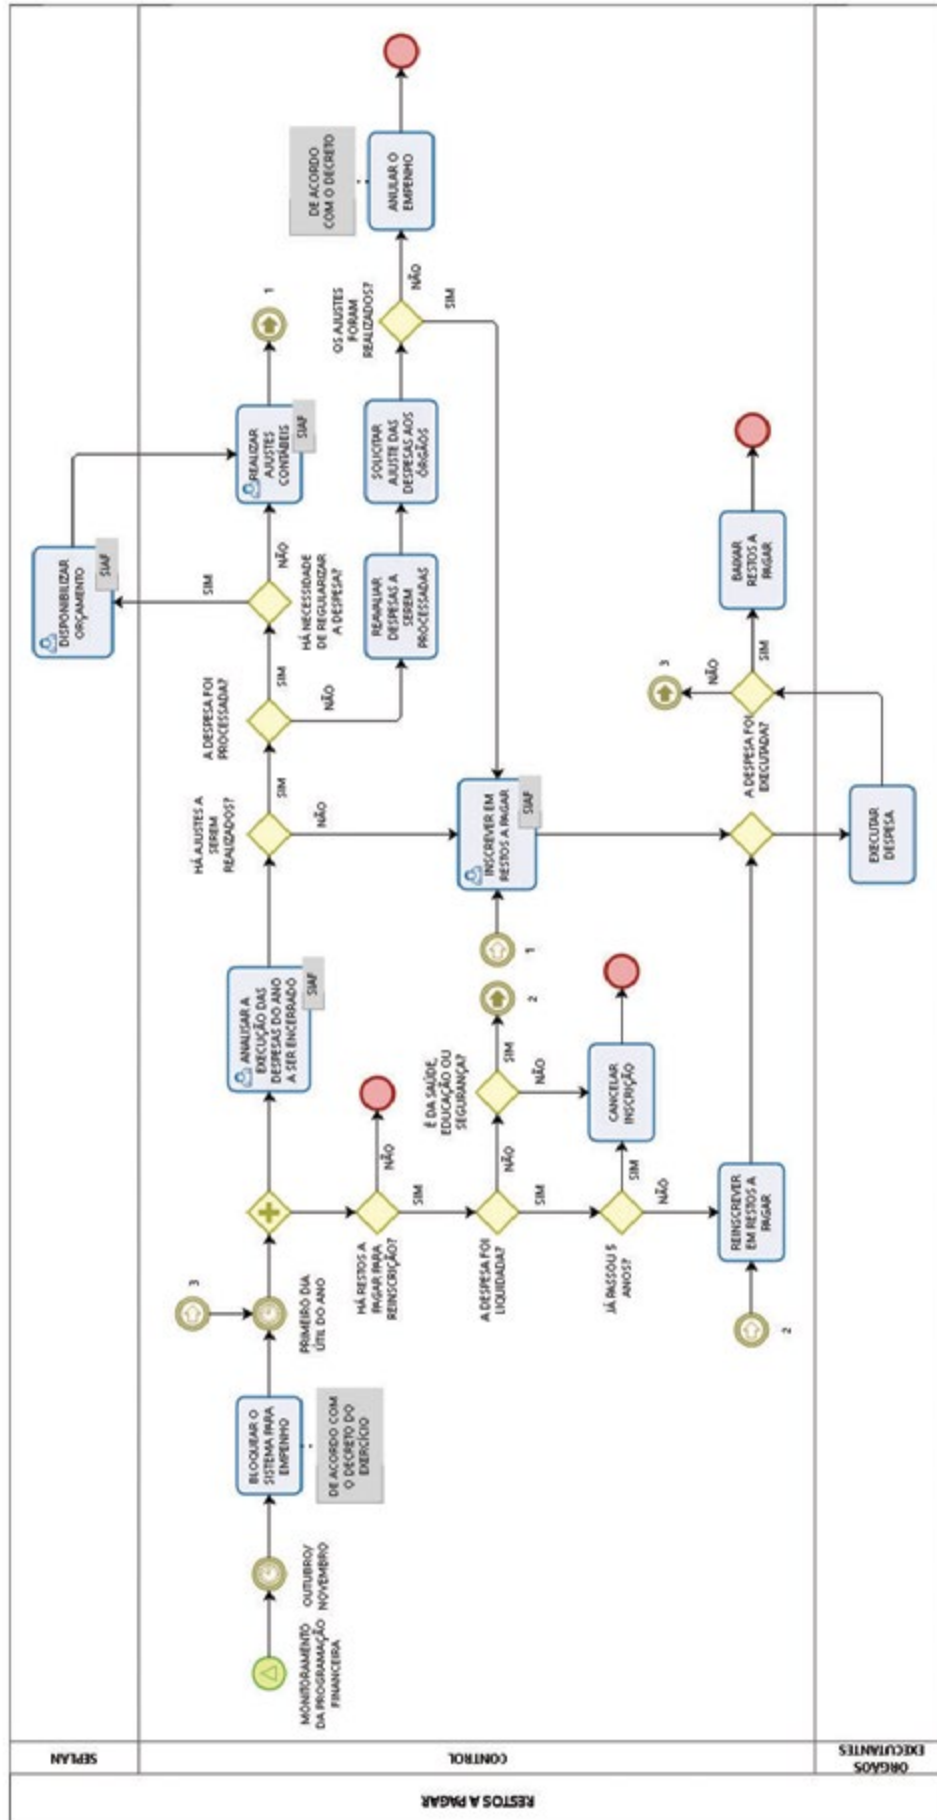 RESTOS A PAGAR
SEPLAN
CONTROL
ÓRGÃOS
EXECUTANTES
MONITORAMENTO
DA PROGRAMAÇÃO
FINANCEIRA
OUTUBRO/
NOVEMBRO
BLOQUEAR O
SISTEMA PARA
EMPENHO
DE ACORDO COM
O DECRETO DO
EXERCÍCIO
3
PRIMEIRO DIA
ÚTIL DO ANO
ANALISAR A
EXECUÇÃO DAS
DESPESAS DO ANO
A SER ENCERRADO
SIAF
HÁ AJUSTES A
SEREM
REALIZADOS?
SIM
NÃO
A DESPESA FOI
PROCESSADA?
SIM
NÃO
HÁ NECESSIDADE
DE REGULARIZAR
A DESPESA?
SIM
NÃO
DISPONIBILIZAR
ORÇAMENTO
SIAF
REALIZAR
AJUSTES
CONTÁBEIS
SIAF
1
REAVALIAR
DESPESAS A
SEREM
PROCESSADAS
SOLICITAR
AJUSTE DAS
DESPESAS AOS
ÓRGÃOS
OS AJUSTES
FORAM
REALIZADOS?
NÃO
SIM
DE ACORDO
COM O DECRETO
ANULAR O
EMPENHO
HÁ RESTOS A
PAGAR PARA
REINSCRIÇÃO?
NÃO
SIM
A DESPESA FOI
LIQUIDADA?
NÃO
SIM
É DA SAÚDE,
EDUCAÇÃO OU
SEGURANÇA?
SIM
NÃO
2
1
INSCREVER EM
RESTOS A PAGAR
SIAF
JÁ PASSOU 5
ANOS?
SIM
NÃO
CANCELAR
INSCRIÇÃO
2
REINSCREVER
EM RESTOS A
PAGAR
EXECUTAR
DESPESA
A DESPESA FOI
EXECUTADA?
NÃO
SIM
3
BAIXAR
RESTOS A
PAGAR